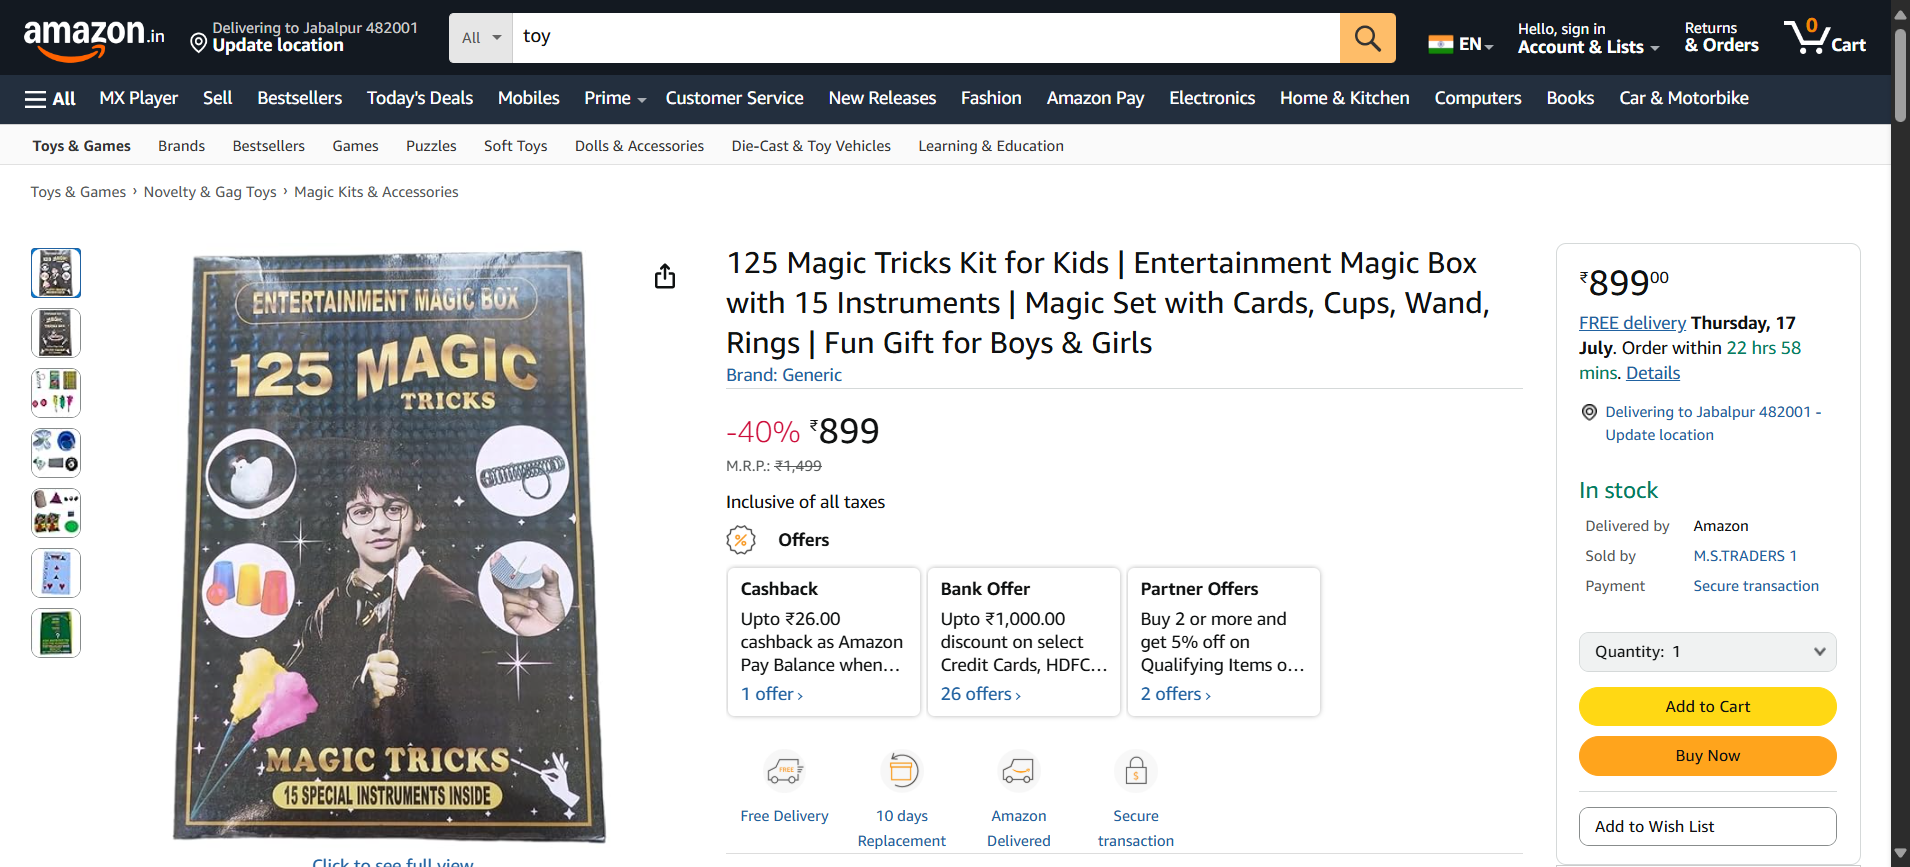 amazon.in
Delivering to Jabalpur 482001
Update location
All
toy
EN
Hello, sign in
Account & Lists
Returns
& Orders
0
Cart
All
MX Player
Sell
Bestsellers
Today's Deals
Mobiles
Prime
Customer Service
New Releases
Fashion
Amazon Pay
Electronics
Home & Kitchen
Computers
Books
Car & Motorbike
Toys & Games
Brands
Bestsellers
Games
Puzzles
Soft Toys
Dolls & Accessories
Die-Cast & Toy Vehicles
Learning & Education
Toys & Games › Novelty & Gag Toys › Magic Kits & Accessories
ENTERTAINMENT MAGIC BOX
125 MAGIC
TRICKS
MAGIC TRICKS
15 SPECIAL INSTRUMENTS INSIDE
Click to see full view
125 Magic Tricks Kit for Kids | Entertainment Magic Box
with 15 Instruments | Magic Set with Cards, Cups, Wand,
Rings | Fun Gift for Boys & Girls
Brand: Generic
-40% ₹899
M.R.P.: ₹1,499
Inclusive of all taxes
% Offers
Cashback
Upto ₹26.00
cashback as Amazon
Pay Balance when...
1 offer ›
Bank Offer
Upto ₹1,000.00
discount on select
Credit Cards, HDFC...
26 offers ›
Partner Offers
Buy 2 or more and
get 5% off on
Qualifying Items o...
2 offers ›
FREE
Free Delivery
10 days
Replacement
Amazon
Delivered
$
Secure
transaction
₹89900
FREE delivery Thursday, 17
July. Order within 22 hrs 58
mins. Details
Delivering to Jabalpur 482001 -
Update location
In stock
Delivered by Amazon
Sold by M.S.TRADERS 1
Payment Secure transaction
Quantity: 1
Add to Cart
Buy Now
Add to Wish List